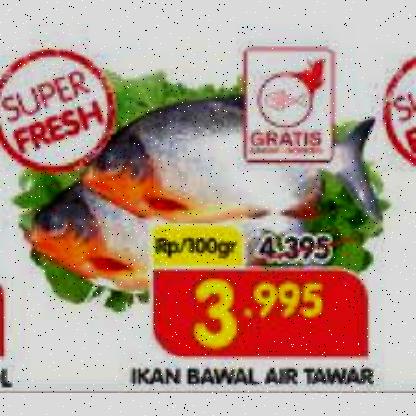 SUPER
FRESH
GRATIS
Rp/100gr
4.395
3.995
IKAN BAWAL AIR TAWAR